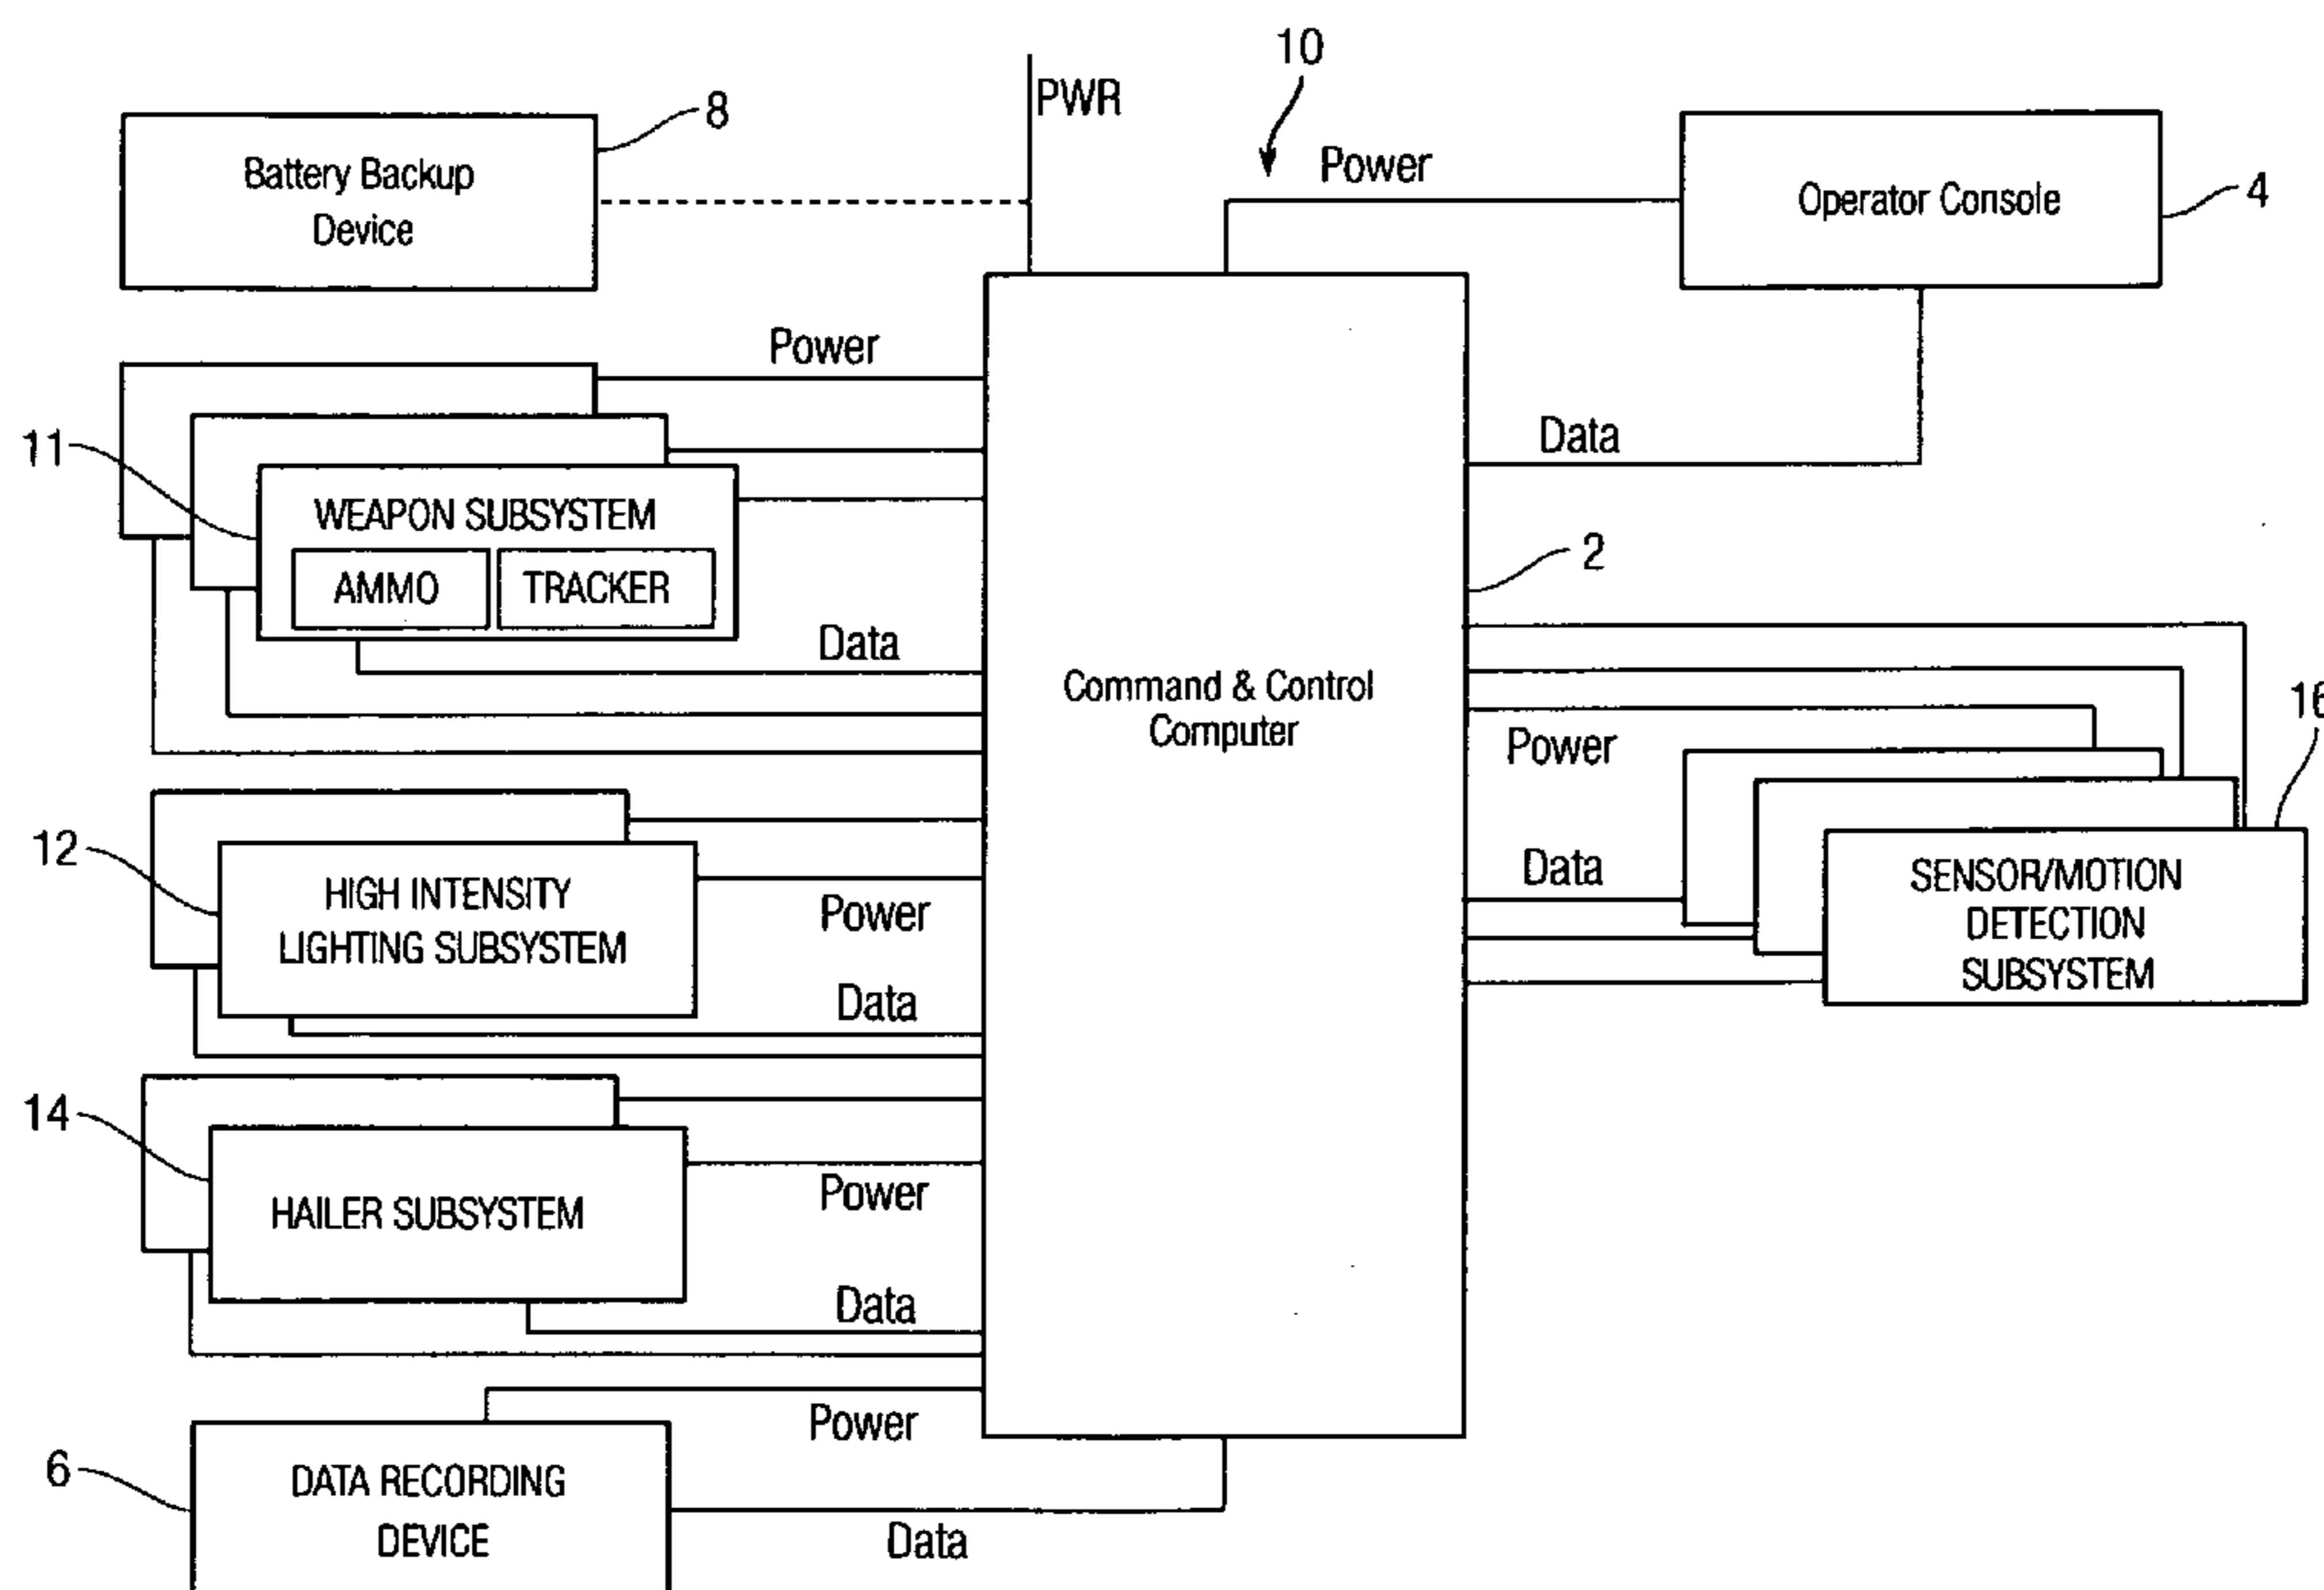 10
PWR
8
Battery Backup
Device
Power
Operator Console
4
Power
11
WEAPON SUBSYSTEM
AMMO
TRACKER
Data
Data
2
Command & Control
Computer
Power
16
12
HIGH INTENSITY
LIGHTING SUBSYSTEM
Power
Data
Data
SENSOR/MOTION
DETECTION
SUBSYSTEM
14
HAILER SUBSYSTEM
Power
Data
Power
6
DATA RECORDING
DEVICE
Data